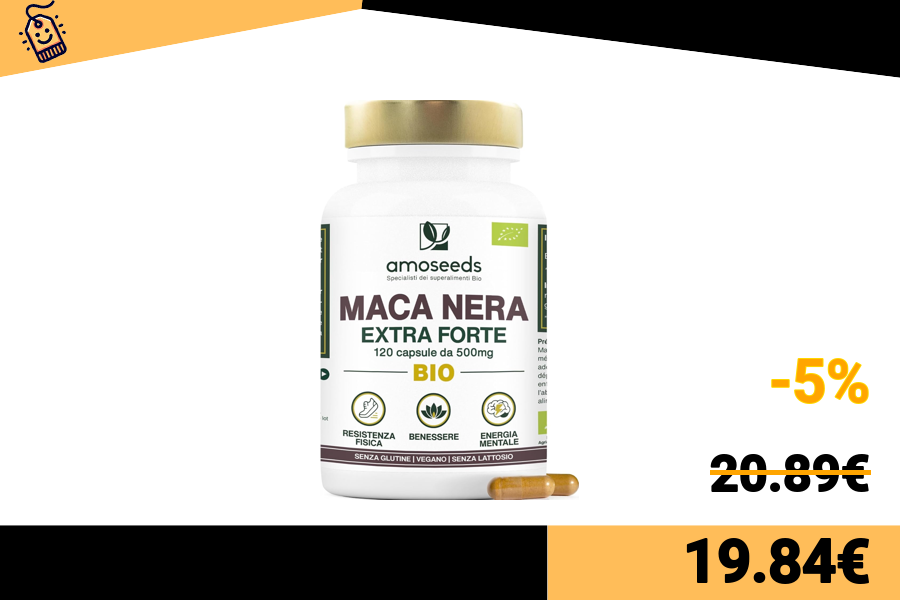 amoseeds
Specialisti dei superalimenti Bio
MACA NERA
EXTRA FORTE
120 capsule da 500mg
BIO
RESISTENZA
FISICA
BENESSERE
ENERGIA
MENTALE
SENZA GLUTINE | VEGANO | SENZA LATTOSIO
lot
-5%
20.89€
19.84€